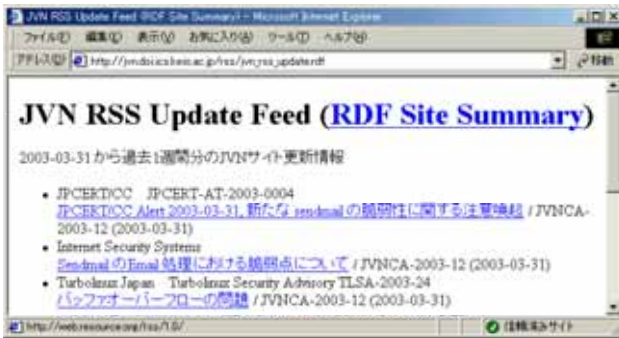 JVN RSS Update Feed (RDF Site Summary) - Microsoft Internet Explorer
ファイル(F) 編集(E) 表示(V) お気に入り(A) ツール(T) ヘルプ(H)
アドレス(D) http://jvn.doi.ics.keio.ac.jp/rss/jvn_rss_update.rdf 移動
JVN RSS Update Feed (RDF Site Summary)
2003-03-31から過去1週間分のJVNサイト更新情報
• JPCERT/CC JPCERT-AT-2003-0004
JPCERT/CC Alert 2003-03-31, 新たな sendmail の脆弱性に関する注意喚起 / JVNCA-
2003-12 (2003-03-31)
• Internet Security Systems
Sendmail のEmail 処理における脆弱点について / JVNCA-2003-12 (2003-03-31)
• Turbolinux Japan Turbolinux Security Advisory TLSA-2003-24
バッファオーバーフローの問題 / JVNCA-2003-12 (2003-03-31)
http://web.resource.org/rss/1.0/ 信頼済みサイト